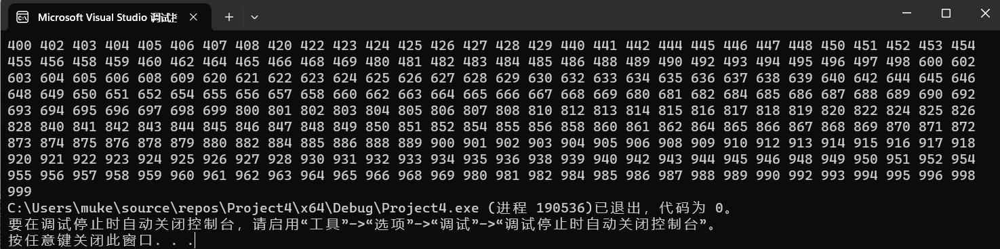 Microsoft Visual Studio 调试控
400 402 403 404 405 406 407 408 420 422 423 424 425 426 427 428 429 440 441 442 444 445 446 447 448 450 451 452 453 454
455 456 458 459 460 462 464 465 466 468 469 480 481 482 483 484 485 486 488 489 490 492 493 494 495 496 497 498 600 602
603 604 605 606 608 609 620 621 622 623 624 625 626 627 628 629 630 632 633 634 635 636 637 638 639 640 642 644 645 646
648 649 650 651 652 654 655 656 657 658 660 662 663 664 665 666 667 668 669 680 681 682 684 685 686 687 688 689 690 692
693 694 695 696 697 698 699 800 801 802 803 804 805 806 807 808 810 812 813 814 815 816 817 818 819 820 822 824 825 826
828 840 841 842 843 844 845 846 847 848 849 850 851 852 854 855 856 858 860 861 862 864 865 866 867 868 869 870 871 872
873 874 875 876 878 879 880 882 884 885 886 888 889 900 901 902 903 904 905 906 908 909 910 912 913 914 915 916 917 918
920 921 922 923 924 925 926 927 928 930 931 932 933 934 935 936 938 939 940 942 943 944 945 946 948 949 950 951 952 954
955 956 957 958 959 960 961 962 963 964 965 966 968 969 980 981 982 984 985 986 987 988 989 990 992 993 994 995 996 998
999
C:\Users\muke\source\repos\Project4\x64\Debug\Project4.exe (进程 190536)已退出，代码为 0。
要在调试停止时自动关闭控制台，请启用“工具”->“选项”->“调试”->“调试停止时自动关闭控制台”。
按任意键关闭此窗口. . .